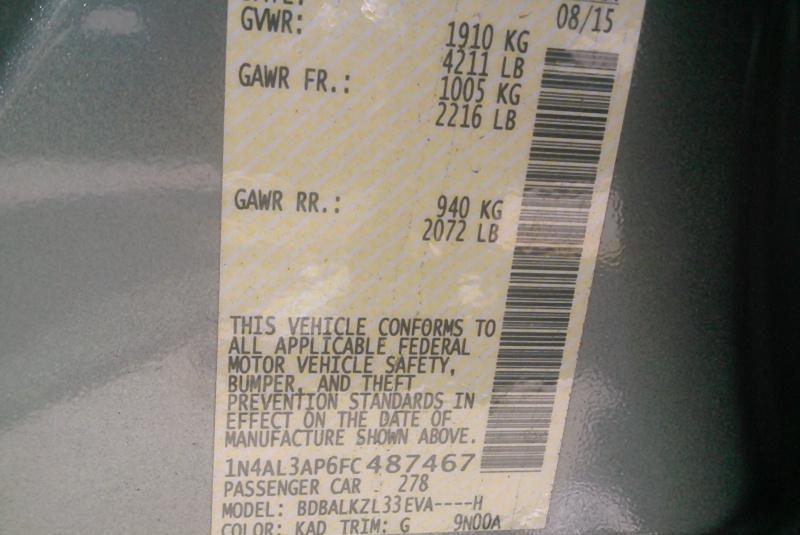 08/15
GVWR: 1910 KG
4211 LB
GAWR FR.: 1005 KG
2216 LB
GAWR RR.: 940 KG
2072 LB
THIS VEHICLE CONFORMS TO
ALL APPLICABLE FEDERAL
MOTOR VEHICLE SAFETY,
BUMPER, AND THEFT
PREVENTION STANDARDS IN
EFFECT ON THE DATE OF
MANUFACTURE SHOWN ABOVE.
1N4AL3AP6FC487467
PASSENGER CAR 278
MODEL: BDBALKZL33EVA----H
COLOR: KAD TRIM: G 9N00A